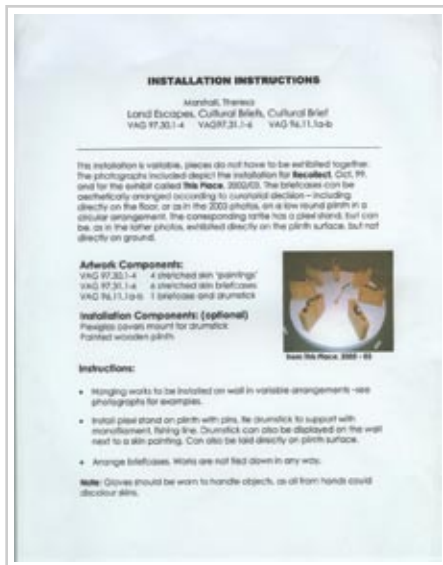 INSTALLATION INSTRUCTIONS
Marshall, Theresa
Land Escapes, Cultural Briefs, Cultural Brief
VAG 97.30.1-4 VAG97.31.1-6 VAG 96.11.1a-b
This installation is variable, pieces do not have to be exhibited together.
The photographs included depict the installation for Recollect, Oct. 99,
and for the exhibit called This Place, 2002/03. The briefcases can be
aesthetically arranged according to curatorial decision – including
directly on the floor, or as in the 2003 photos, on a low round plinth in a
circular arrangement. The corresponding rattle has a pixel stand, but can
be, as in the latter photos, exhibited directly on the plinth surface, but not
directly on ground.
Artwork Components:
VAG 97.30.1-4 4 stretched skin 'paintings'
VAG 97.31.1-6 6 stretched skin briefcases
VAG 96.11.1a-b 1 briefcase and drumstick
Installation Components: (optional)
Plexiglas covers mount for drumstick
Painted wooden plinth
from This Place, 2002 - 03
Instructions:
• Hanging works to be installed on wall in variable arrangements -see
photographs for examples.
• Install pixel stand on plinth with pins, tie drumstick to support with
monofilament, fishing line. Drumstick can also be displayed on the wall
next to a skin painting. Can also be laid directly on plinth surface.
• Arrange briefcases. Works are not tied down in any way.
Note: Gloves should be worn to handle objects, as oil from hands could
discolour skins.